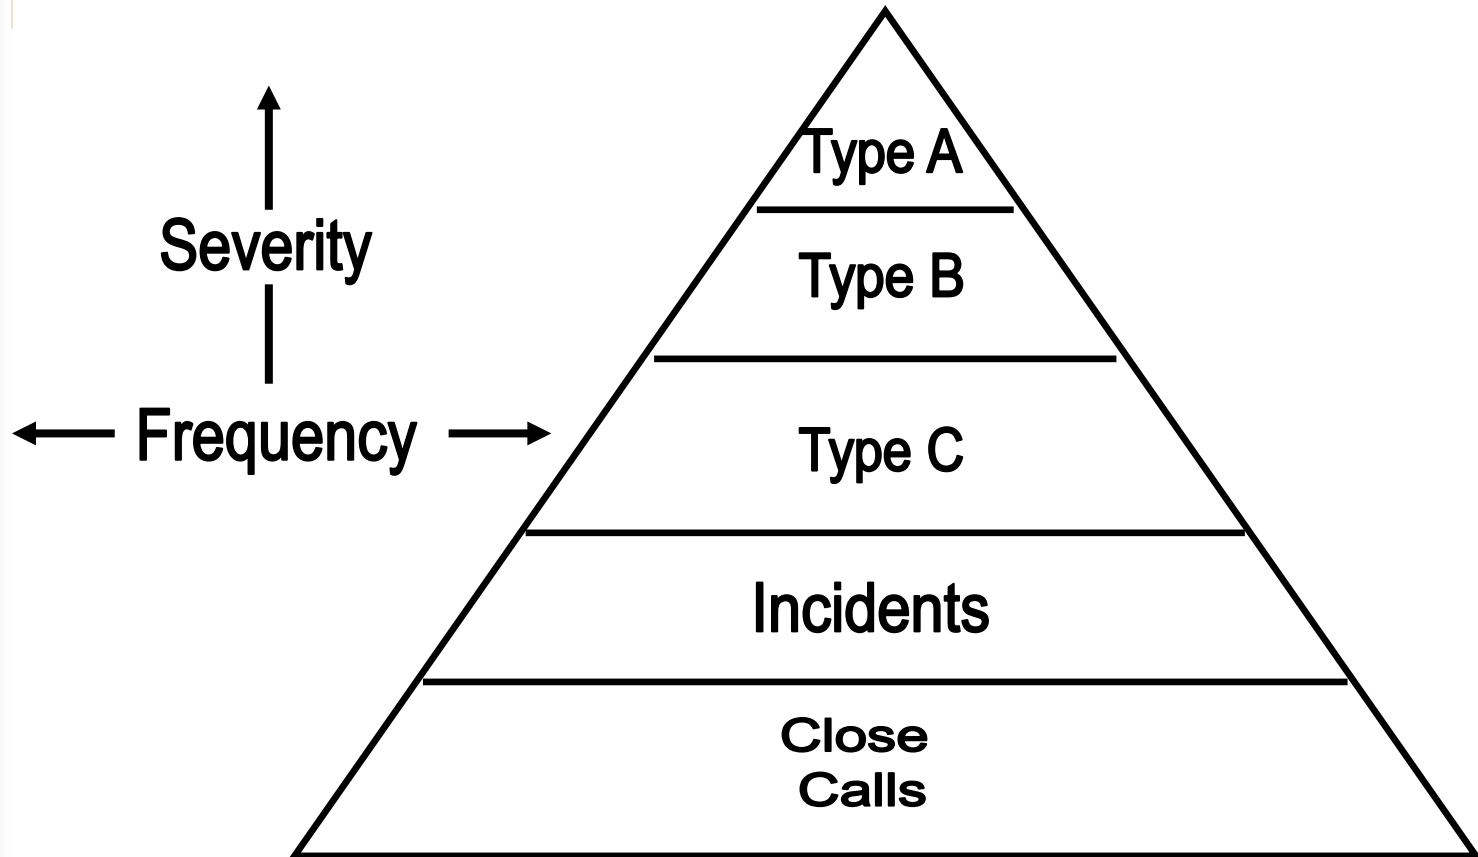 Type A
Severity
Type B
Frequency
Type C
Incidents
Close
Calls